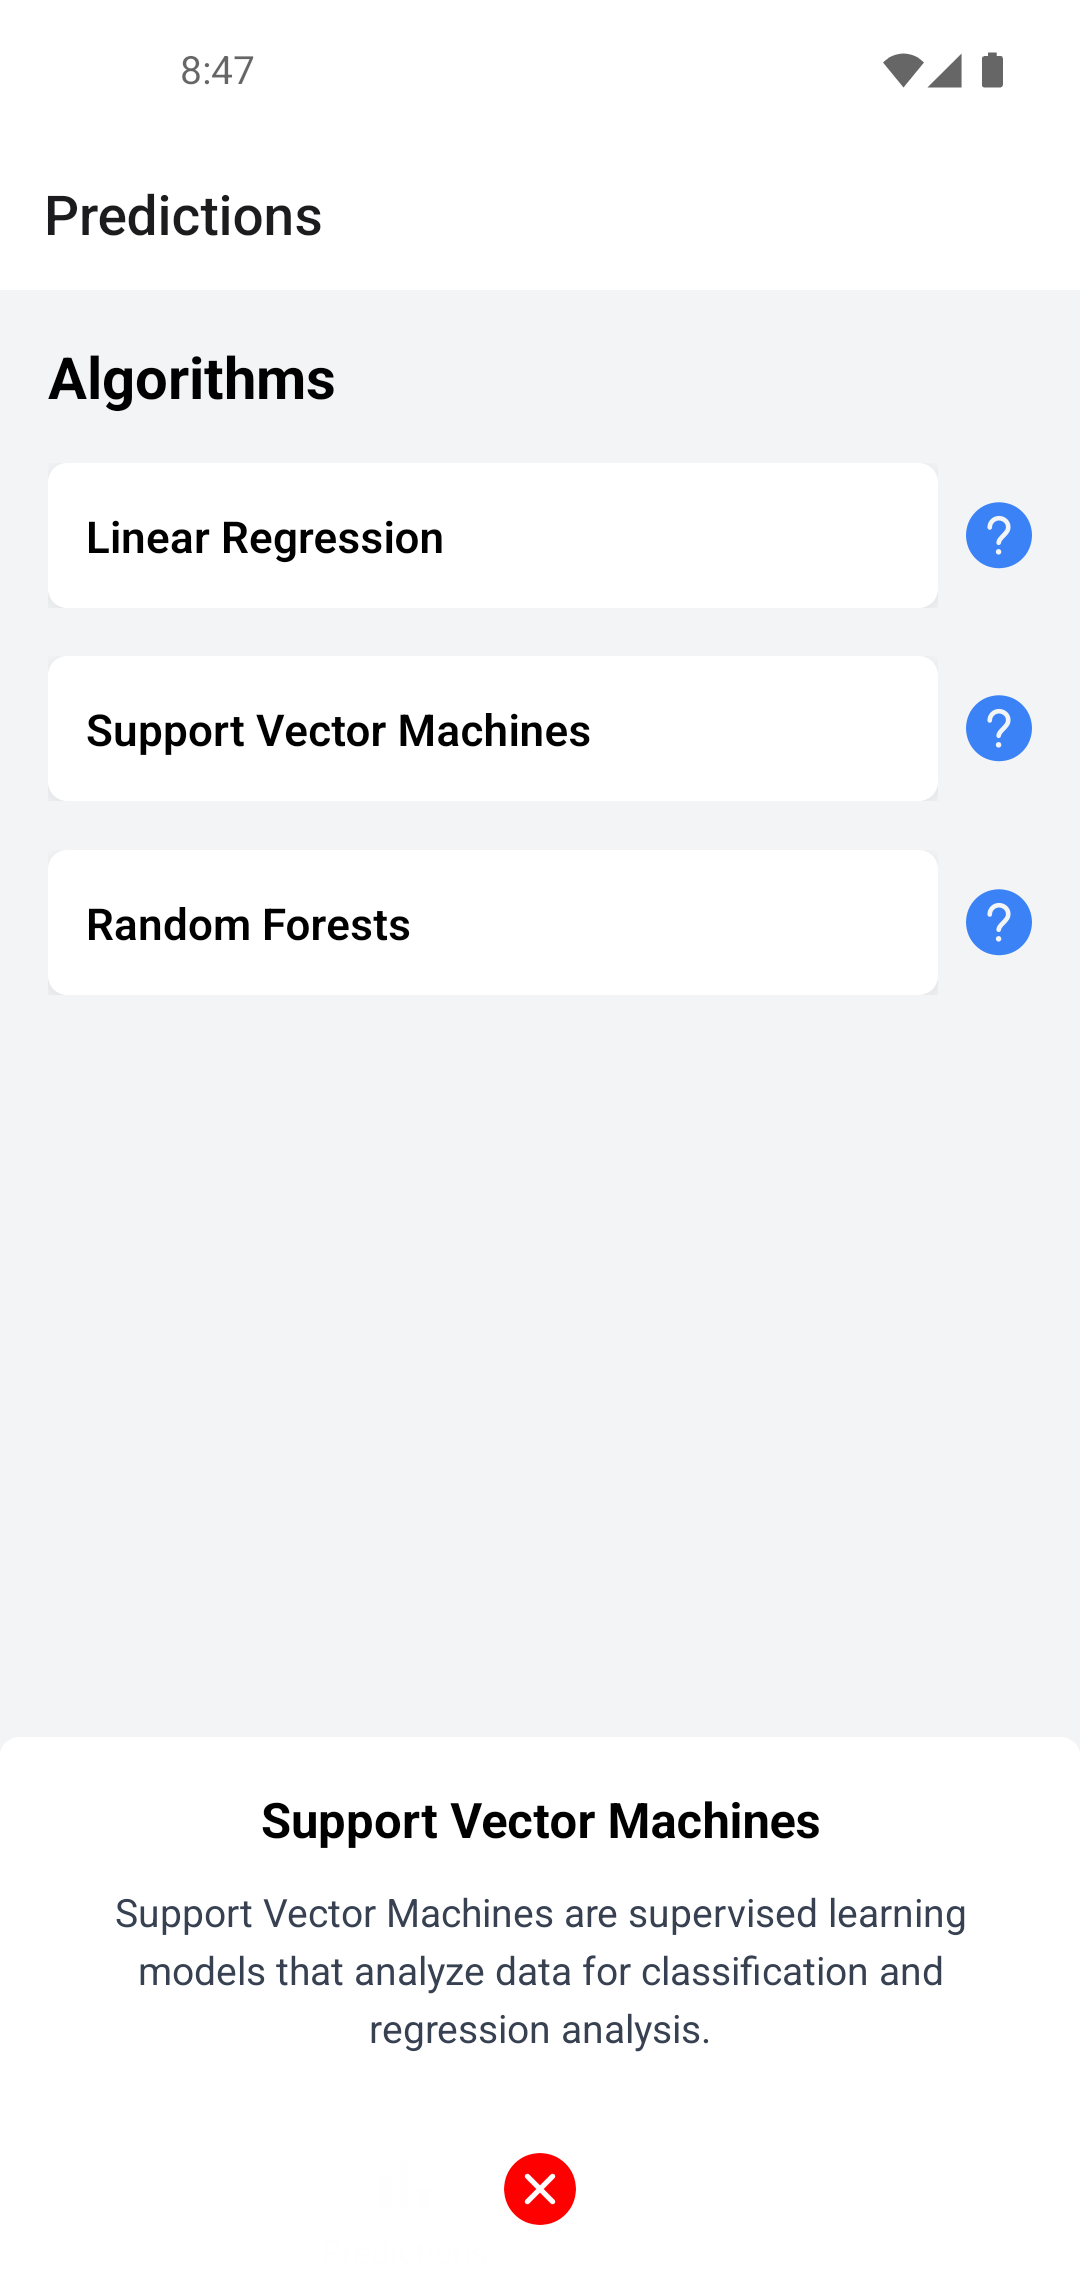 8:47
Predictions
Algorithms
Linear Regression
?
Support Vector Machines
?
Random Forests
?
Support Vector Machines
Support Vector Machines are supervised learning
models that analyze data for classification and
regression analysis.